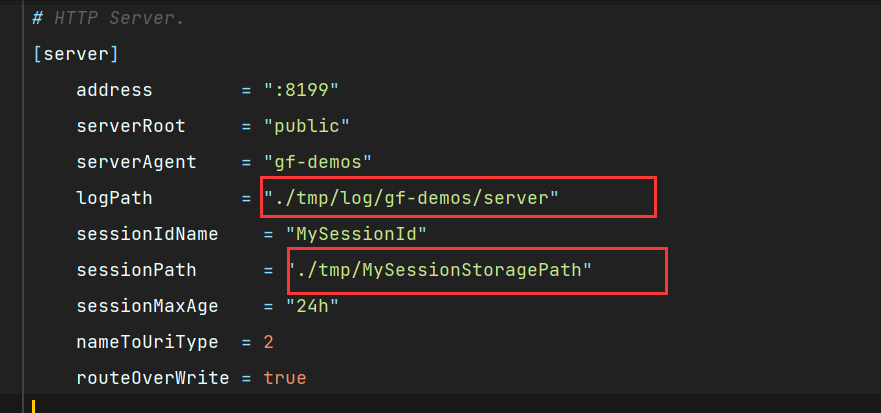 # HTTP Server.
[server]
address = ":8199"
serverRoot = "public"
serverAgent = "gf-demos"
logPath = "./tmp/log/gf-demos/server"
sessionIdName = "MySessionId"
sessionPath = "./tmp/MySessionStoragePath"
sessionMaxAge = "24h"
nameToUriType = 2
routeOverWrite = true